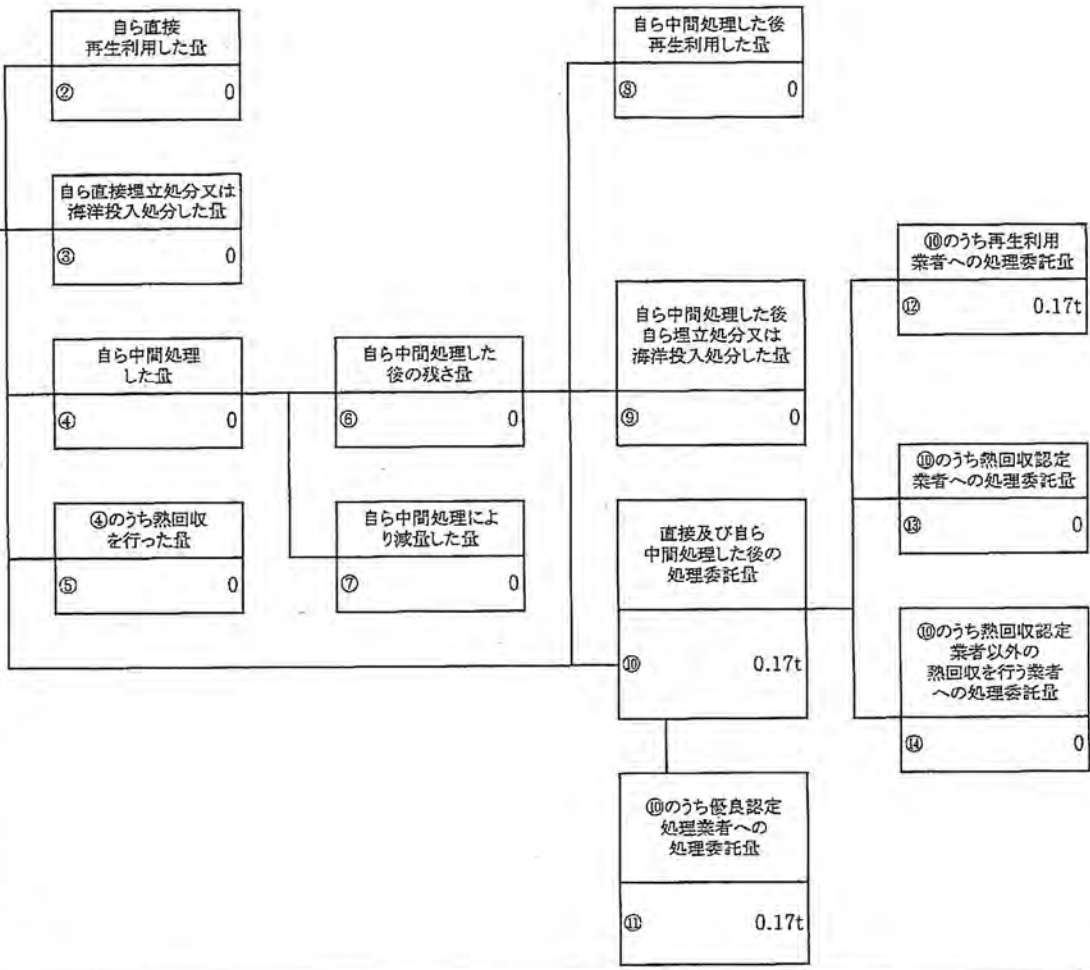 自ら直接
再生利用した量
② 0
自ら直接埋立処分又は
海洋投入処分した量
③ 0
自ら中間処理
した量
④ 0
④のうち熱回収
を行った量
⑤ 0
自ら中間処理した
後の残さ量
⑥ 0
自ら中間処理によ
り減量した量
⑦ 0
自ら中間処理した後
再生利用した量
⑧ 0
自ら中間処理した後
自ら埋立処分又は
海洋投入処分した量
⑨ 0
直接及び自ら
中間処理した後の
処理委託量
⑩ 0.17t
⑩のうち優良認定
処理業者への
処理委託量
⑪ 0.17t
⑩のうち再生利用
業者への処理委託量
⑫ 0.17t
⑩のうち熱回収認定
業者への処理委託量
⑬ 0
⑩のうち熱回収認定
業者以外の
熱回収を行う業者
への処理委託量
⑭ 0